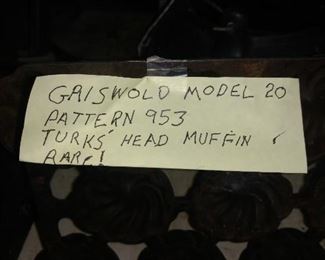 GRISWOLD MODEL 20
PATTERN 953
TURKS' HEAD MUFFIN
RARE!